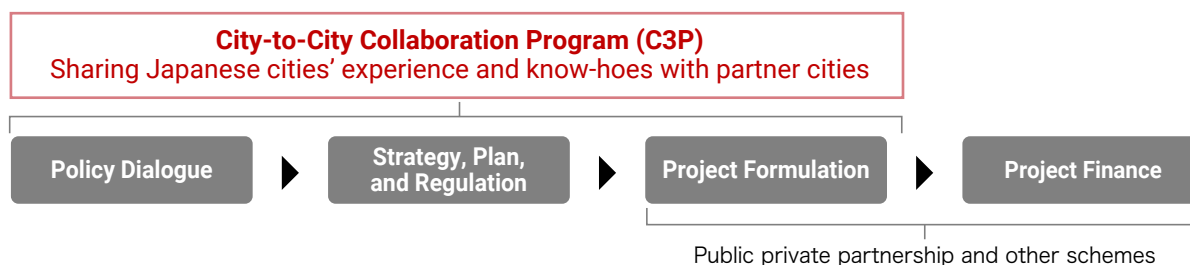 City-to-City Collaboration Program (C3P)
Sharing Japanese cities’ experience and know-hoes with partner cities
Policy Dialogue
Strategy, Plan,
and Regulation
Project Formulation
Project Finance
Public private partnership and other schemes